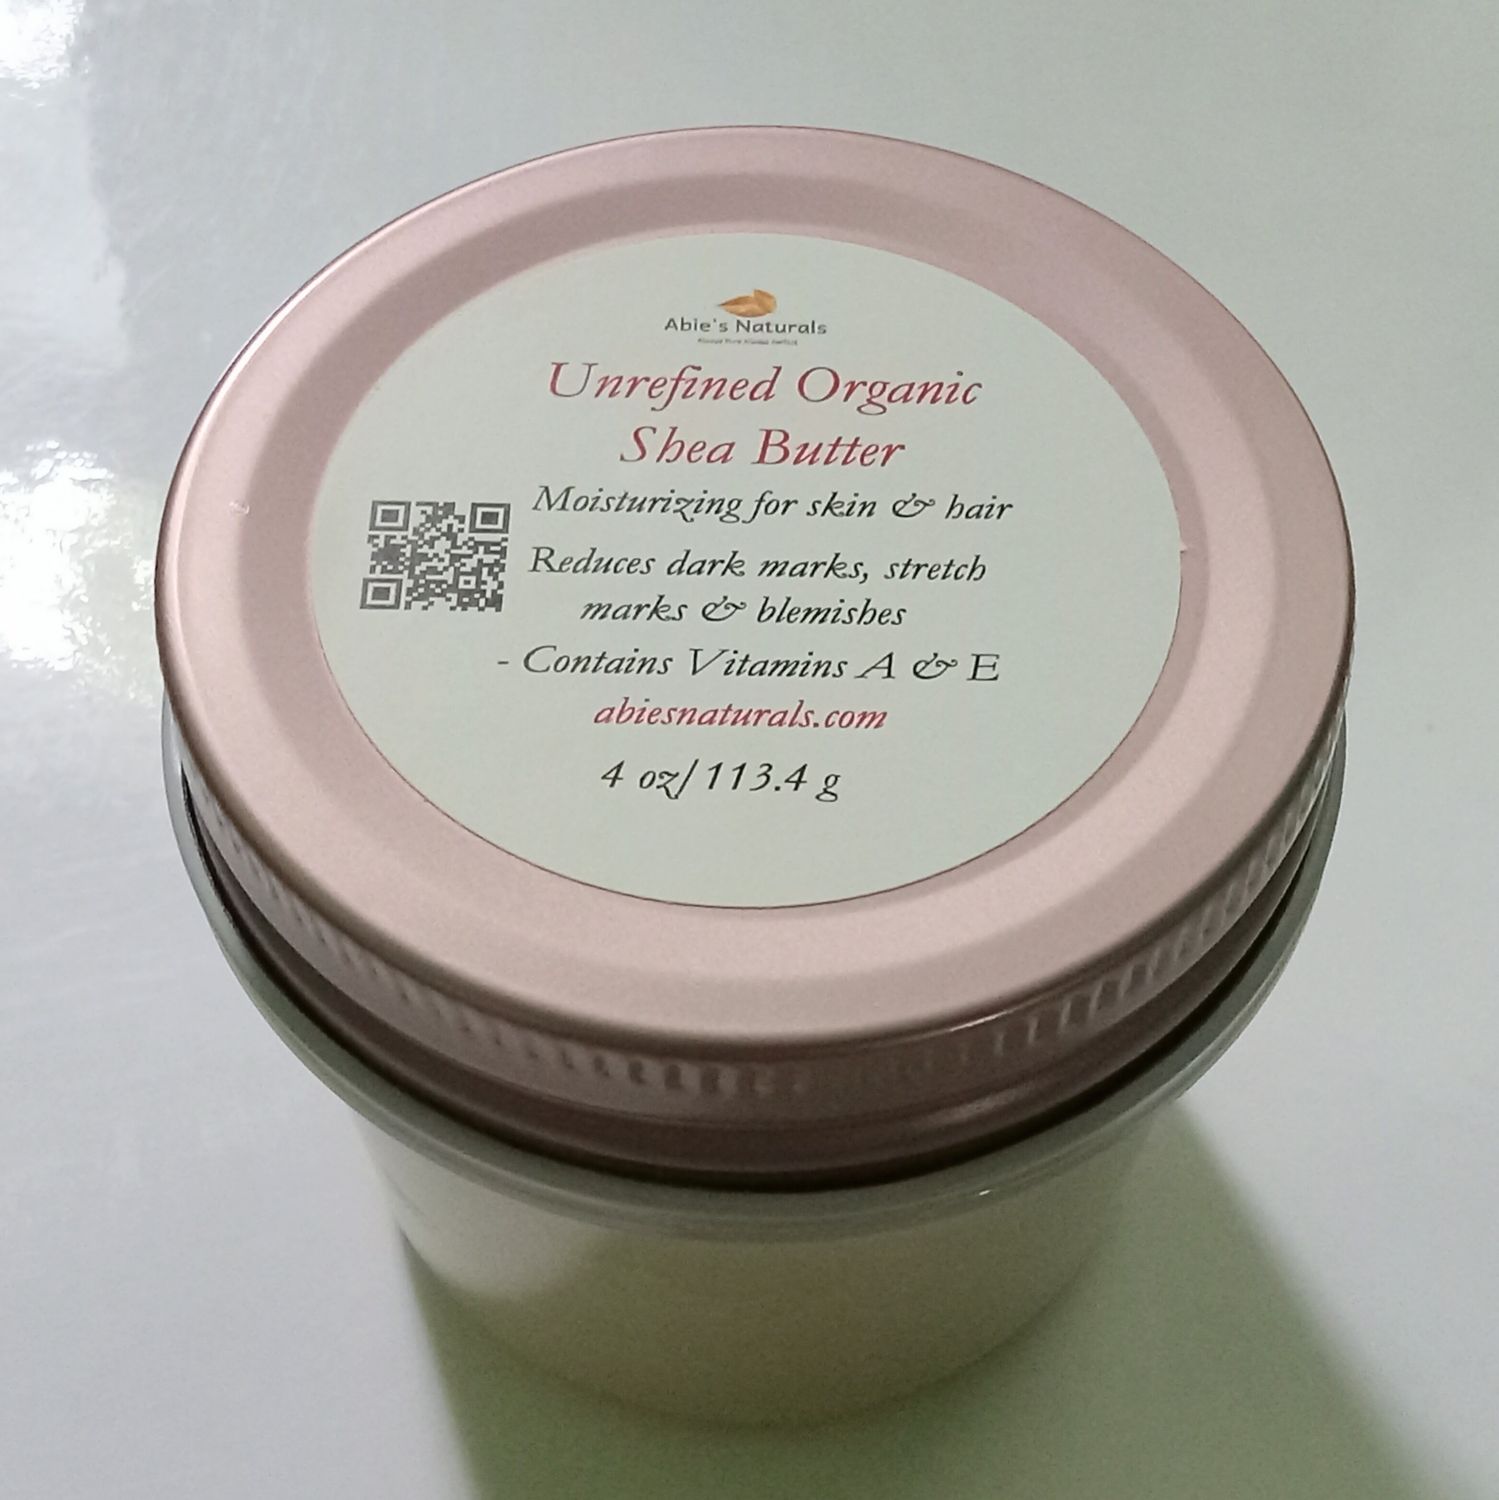 Abie's Naturals
Unrefined Organic
Shea Butter
Moisturizing for skin & hair
Reduces dark marks, stretch
marks & blemishes
- Contains Vitamins A & E
abiesnaturals.com
4 oz/ 113.4 g